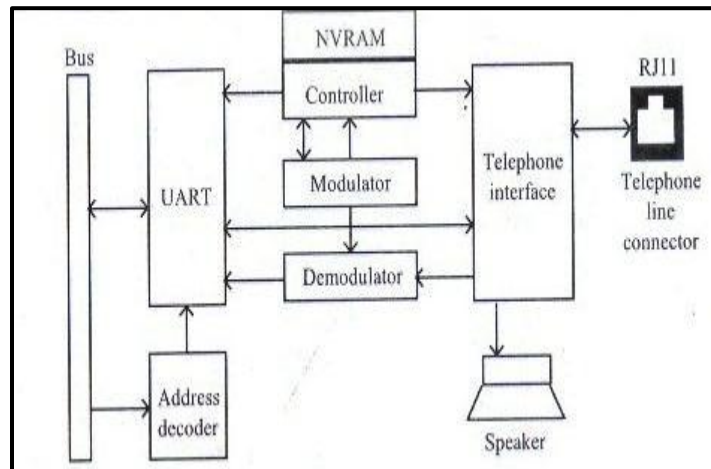 NVRAM
Bus
RJ11
Controller
UART
Modulator
Telephone
interface
Telephone
line
connector
Demodulator
Address
decoder
Speaker